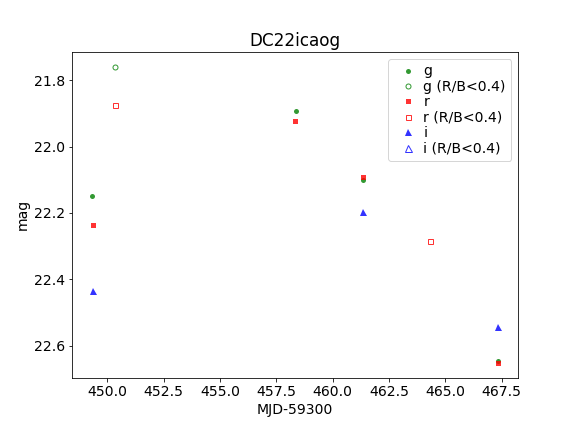 DC22icaog
g
g (R/B<0.4)
r
r (R/B<0.4)
i
i (R/B<0.4)
21.8
22.0
22.2
22.4
22.6
mag
450.0 452.5 455.0 457.5 460.0 462.5 465.0 467.5
MJD-59300